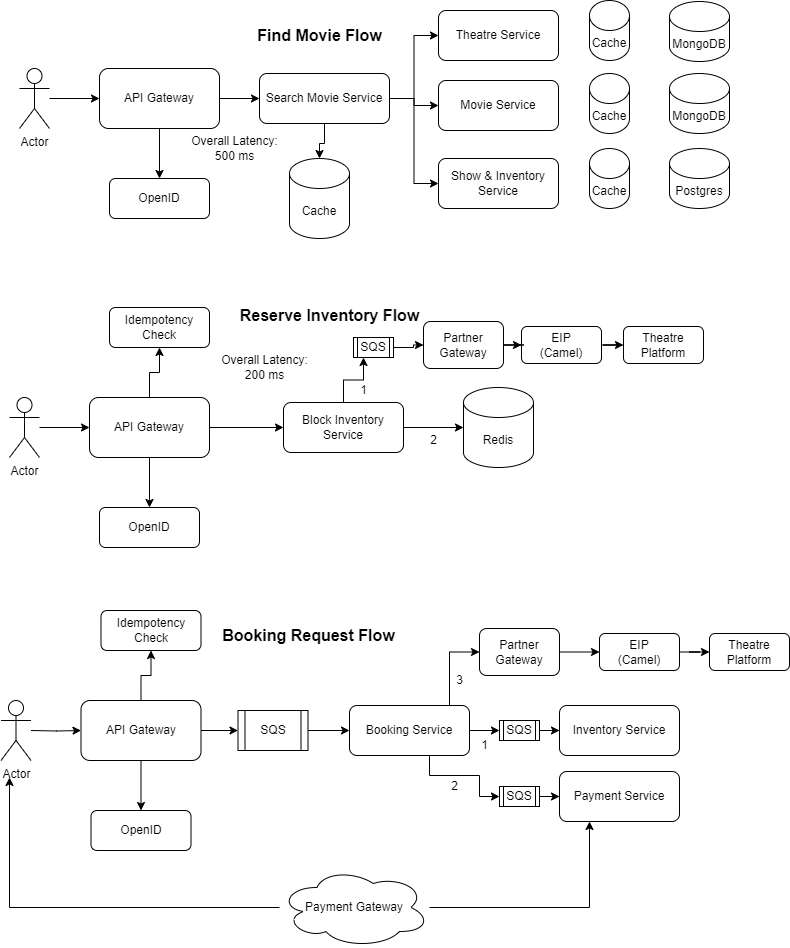 Find Movie Flow
Theatre Service
Cache
MongoDB
Actor
API Gateway
Search Movie Service
Movie Service
Cache
MongoDB
Overall Latency:
500 ms
OpenID
Cache
Show & Inventory
Service
Cache
Postgres
Reserve Inventory Flow
Idempotency
Check
Overall Latency:
200 ms
SQS
Partner
Gateway
EIP
(Camel)
Theatre
Platform
1
Actor
API Gateway
Block Inventory
Service
2
Redis
OpenID
Booking Request Flow
Idempotency
Check
Partner
Gateway
EIP
(Camel)
Theatre
Platform
3
Actor
API Gateway
SQS
Booking Service
1
SQS
Inventory Service
2
SQS
Payment Service
OpenID
Payment Gateway